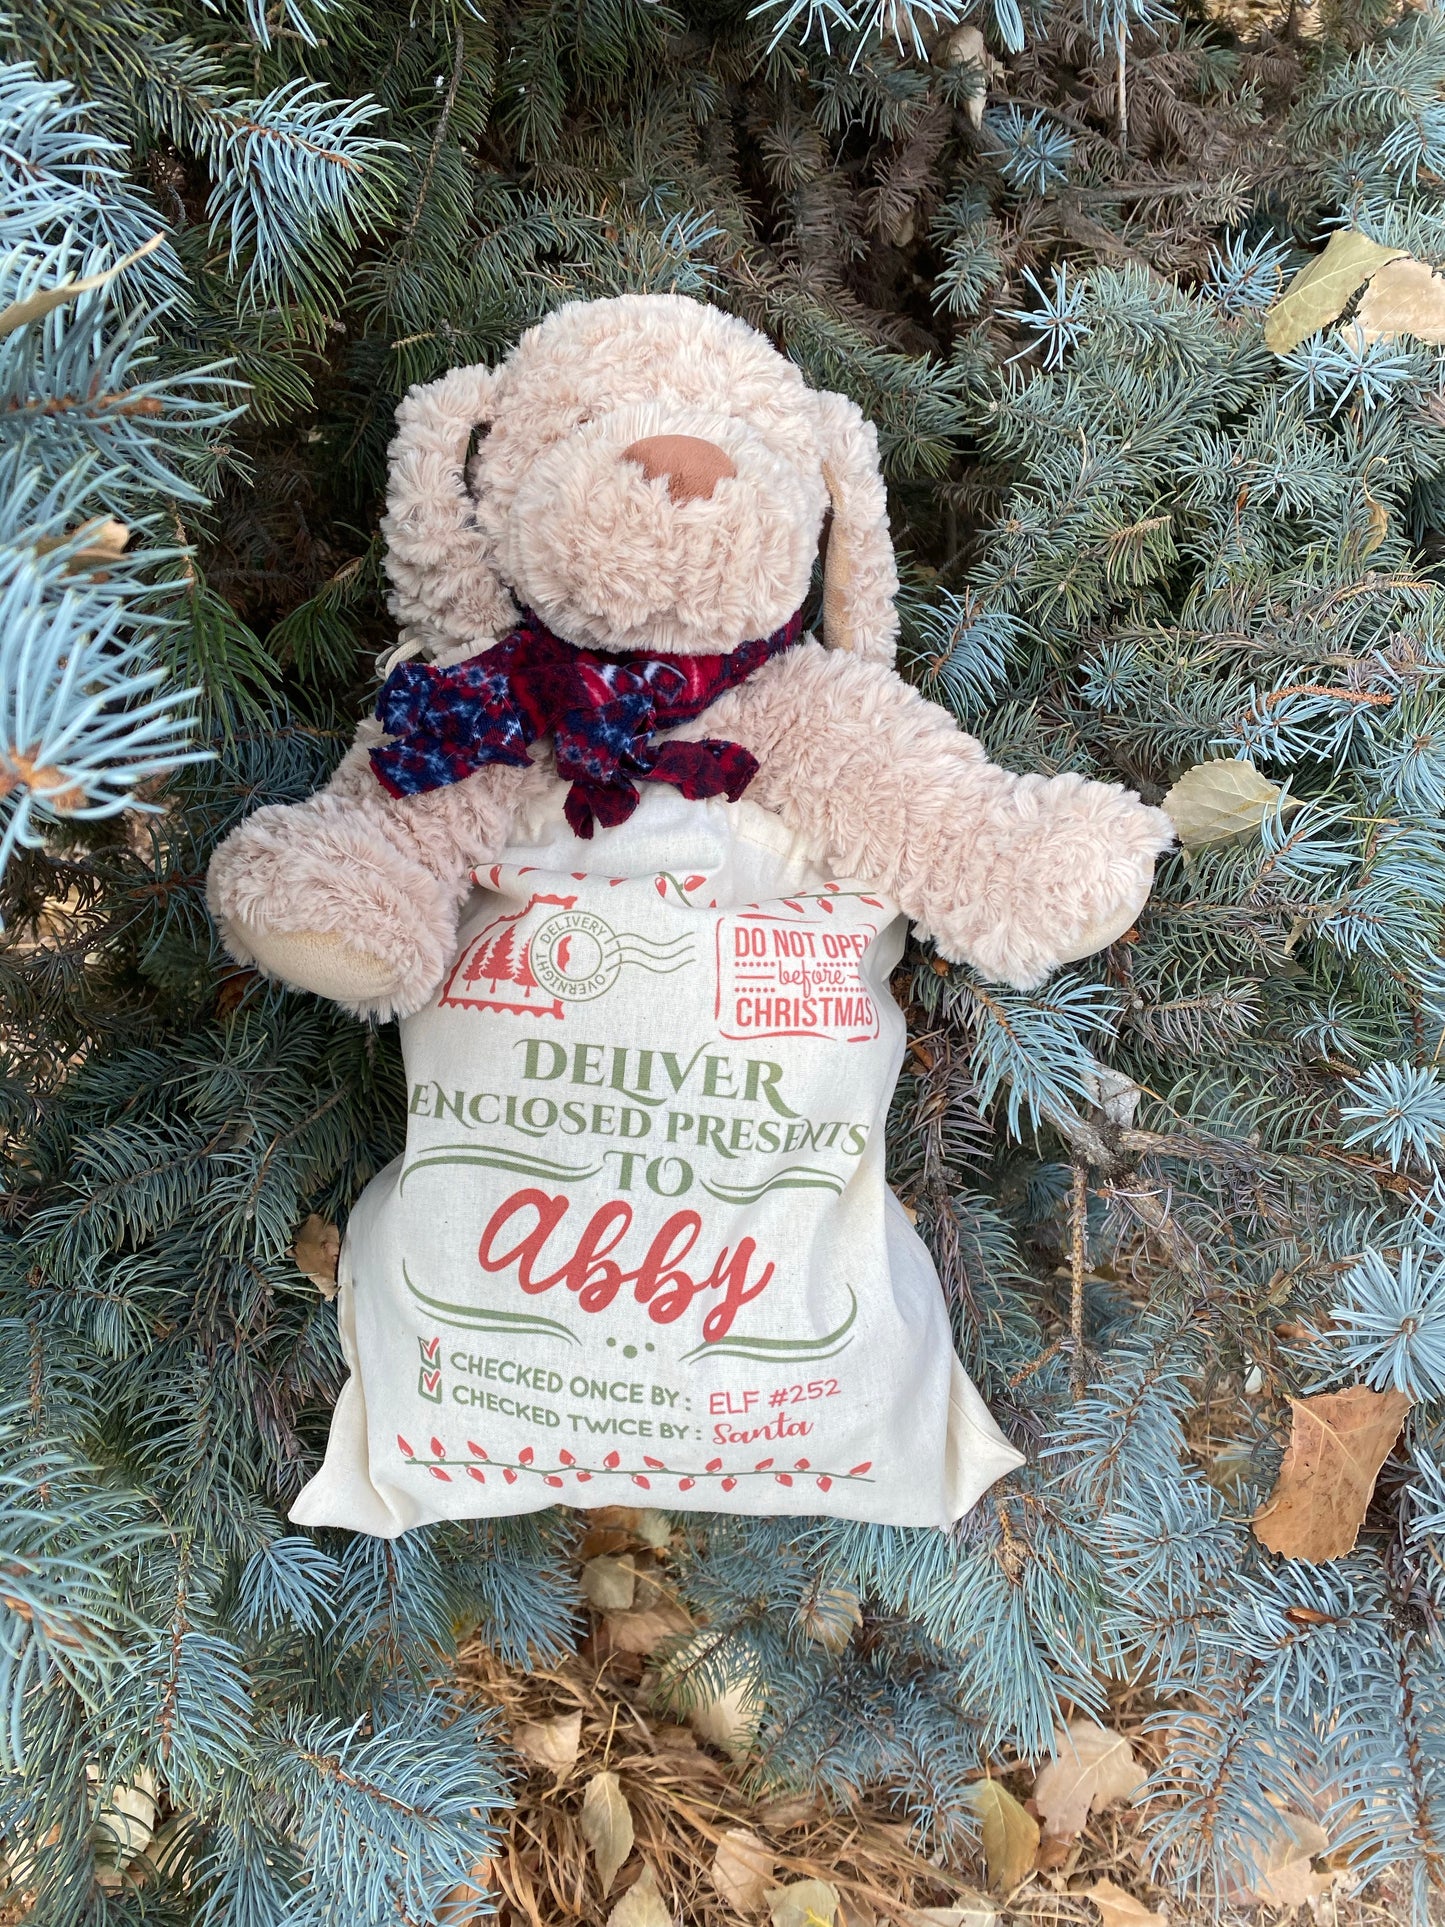 DELIVERY
OVERNIGHT
DO NOT OPEN
before
CHRISTMAS
DELIVER
ENCLOSED PRESENTS
TO
Abby
CHECKED ONCE BY: ELF #252
CHECKED TWICE BY: Santa